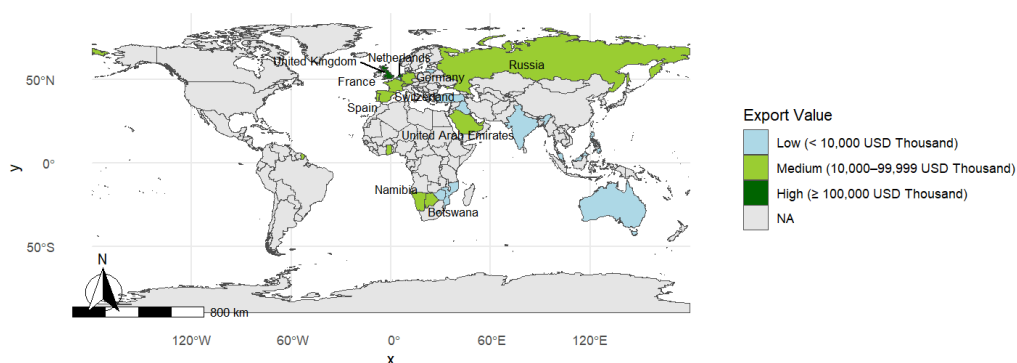 United Kingdom
Netherlands
Russia
Germany
France
Switzerland
Spain
United Arab Emirates
Namibia
Botswana
50°N
0°
50°S
y
N
800 km
120°W
60°W
0°
60°E
120°E
x
Export Value
Low (< 10,000 USD Thousand)
Medium (10,000–99,999 USD Thousand)
High (≥ 100,000 USD Thousand)
NA